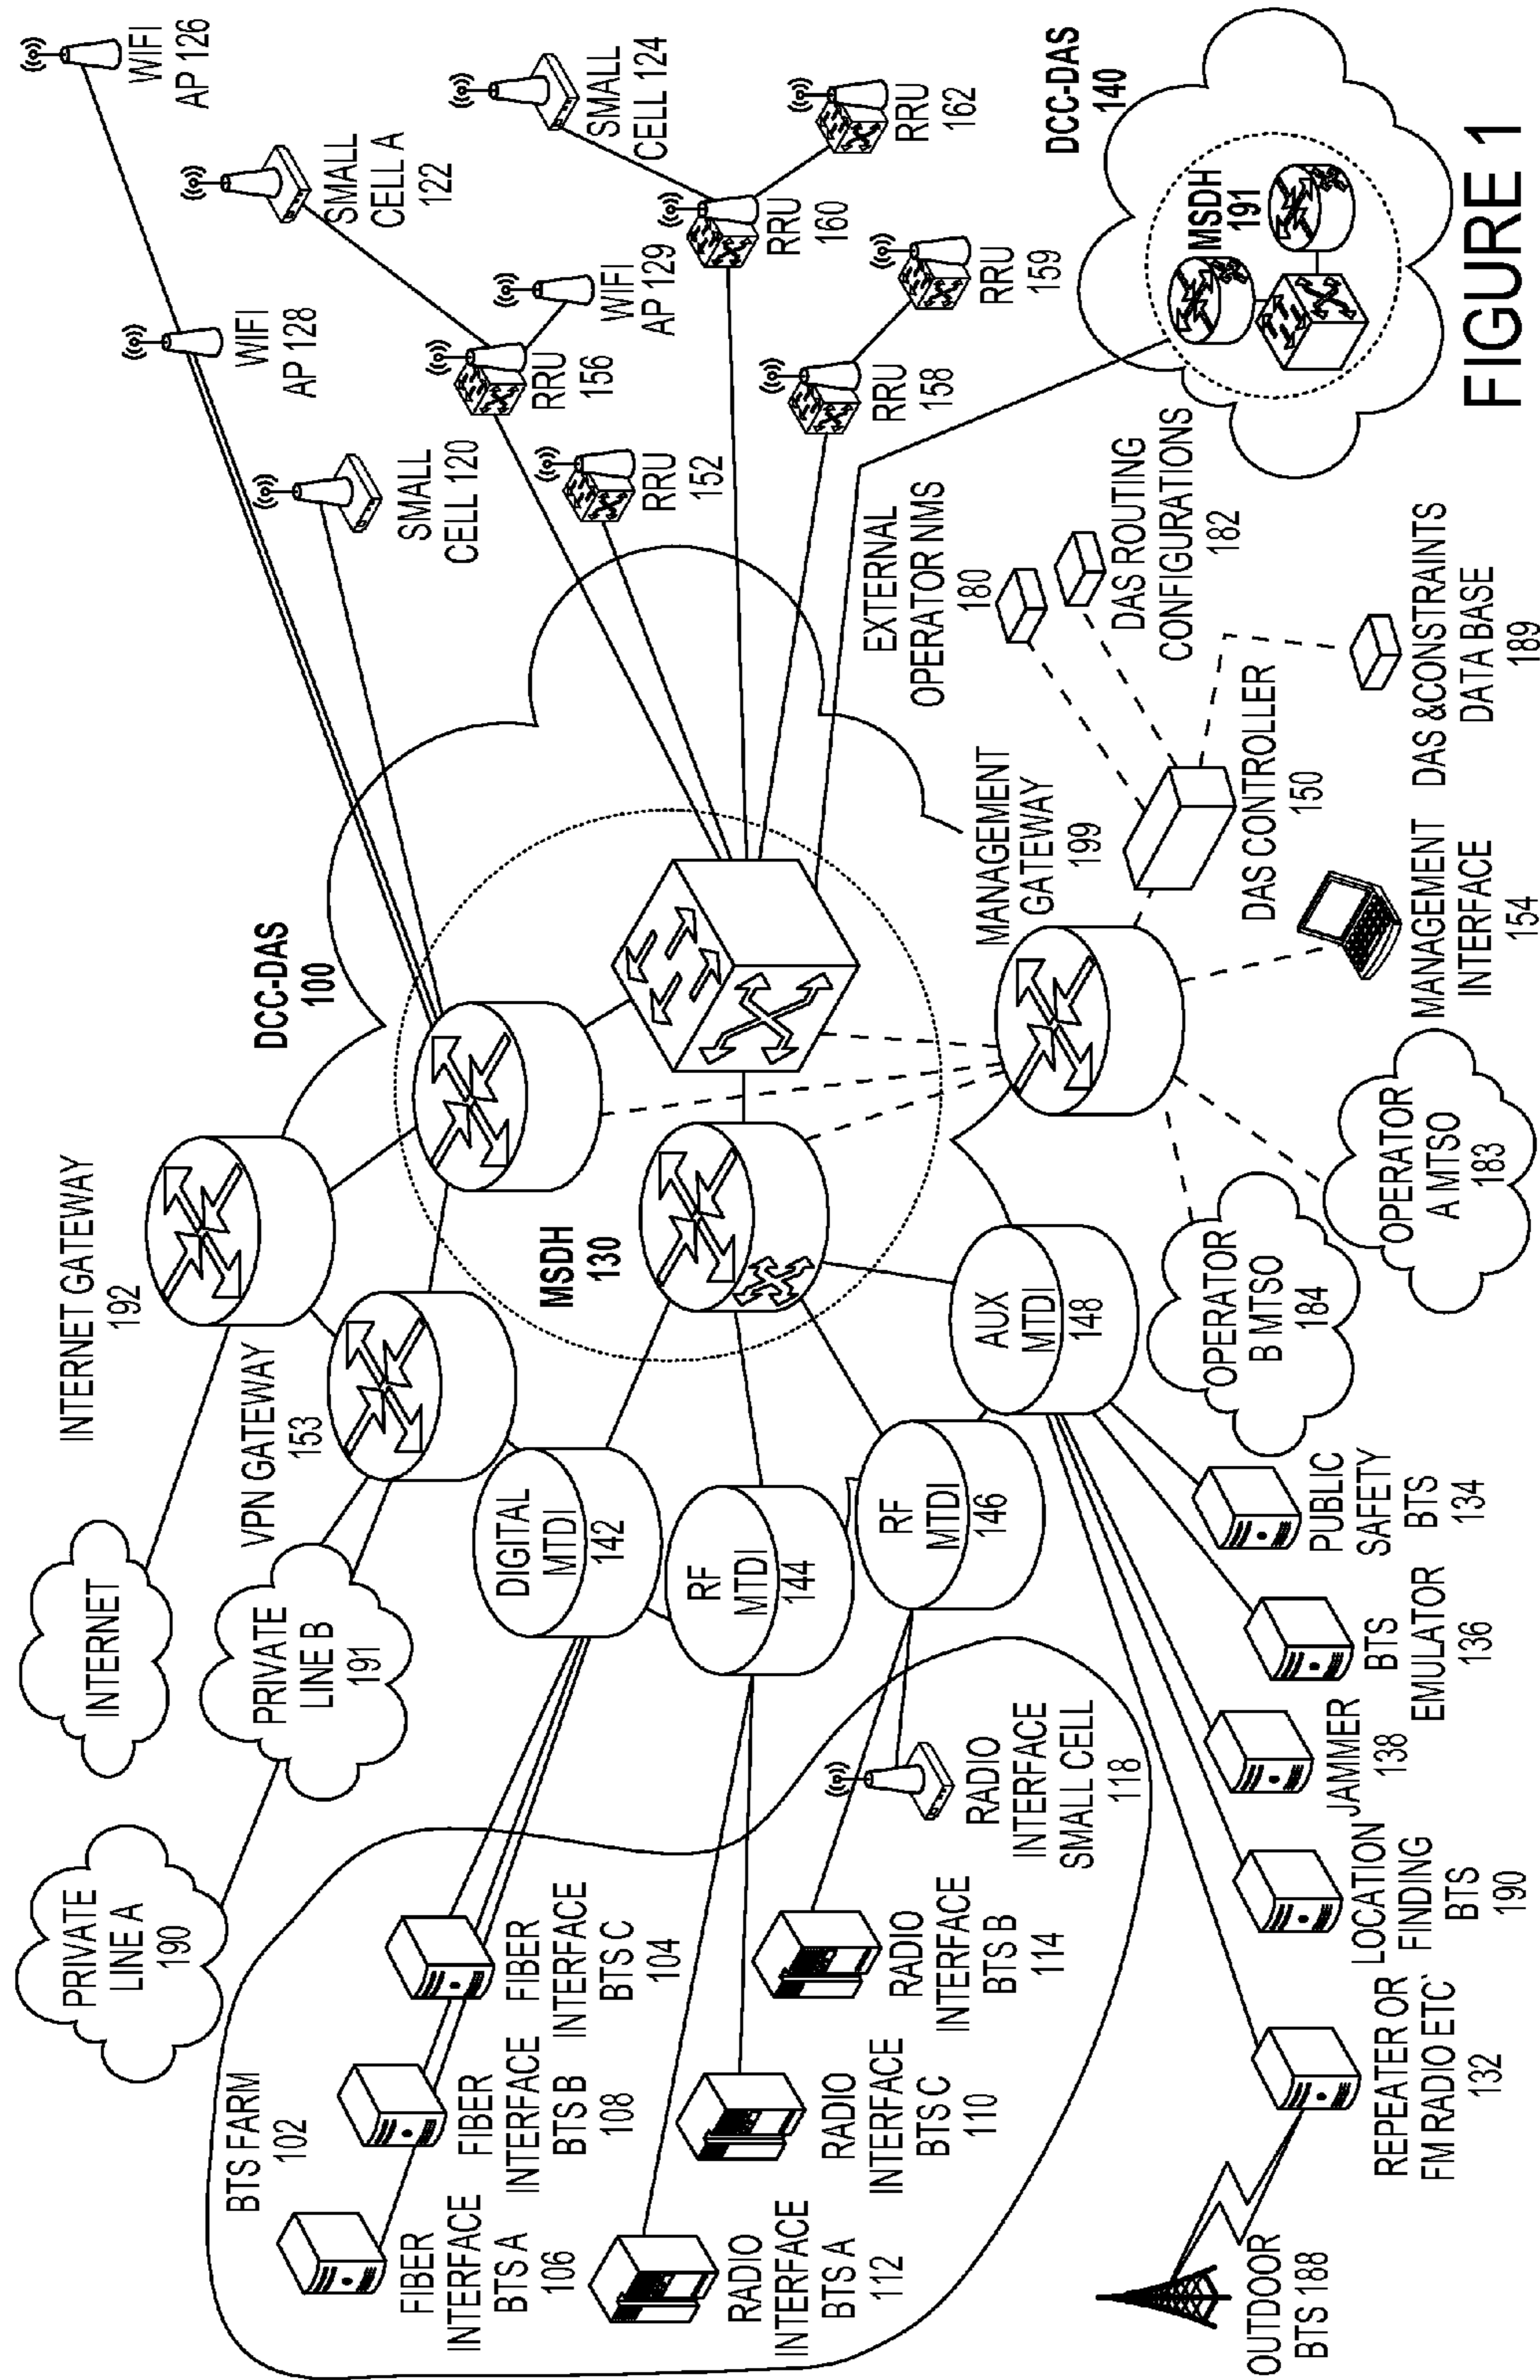 INTERNET GATEWAY
192
VPN GATEWAY
153
INTERNET
PRIVATE
LINE B
191
PRIVATE
LINE A
190
DCC-DAS
100
MSDH
130
DIGITAL
MTDI
142
RF
MTDI
144
RF
MTDI
146
AUX
MTDI
148
BTS FARM
102
FIBER
INTERFACE
BTS A
106
FIBER
INTERFACE
BTS B
108
FIBER
INTERFACE
BTS C
104
RADIO
INTERFACE
BTS A
112
RADIO
INTERFACE
BTS C
110
RADIO
INTERFACE
BTS B
114
RADIO
INTERFACE
SMALL CELL
118
OUTDOOR
BTS 188
REPEATER OR
FM RADIO ETC`
132
LOCATION
FINDING
BTS
190
JAMMER
138
BTS
EMULATOR
136
PUBLIC
SAFETY
BTS
134
OPERATOR
B MTSO
184
OPERATOR
A MTSO
183
MANAGEMENT
GATEWAY
199
MANAGEMENT
INTERFACE
154
DAS CONTROLLER
150
EXTERNAL
OPERATOR NMS
180
DAS ROUTING
CONFIGURATIONS
182
DAS &CONSTRAINTS
DATA BASE
189
WIFI
AP 126
WIFI
AP 128
SMALL
CELL A
122
SMALL
CELL 120
SMALL
CELL 124
WIFI
AP 129
RRU
156
RRU
152
RRU
160
RRU
162
RRU
158
RRU
159
DCC-DAS
140
MSDH
191
FIGURE 1